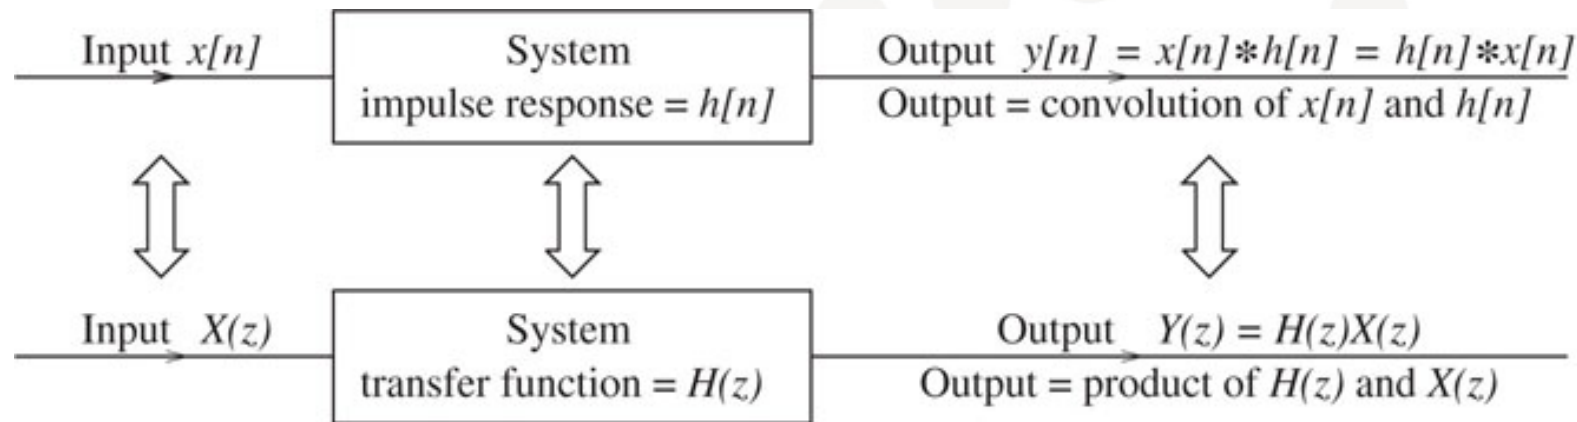 Input x[n]
System
impulse response = h[n]
Output y[n] = x[n]*h[n] = h[n]*x[n]
Output = convolution of x[n] and h[n]
Input X(z)
System
transfer function = H(z)
Output Y(z) = H(z)X(z)
Output = product of H(z) and X(z)